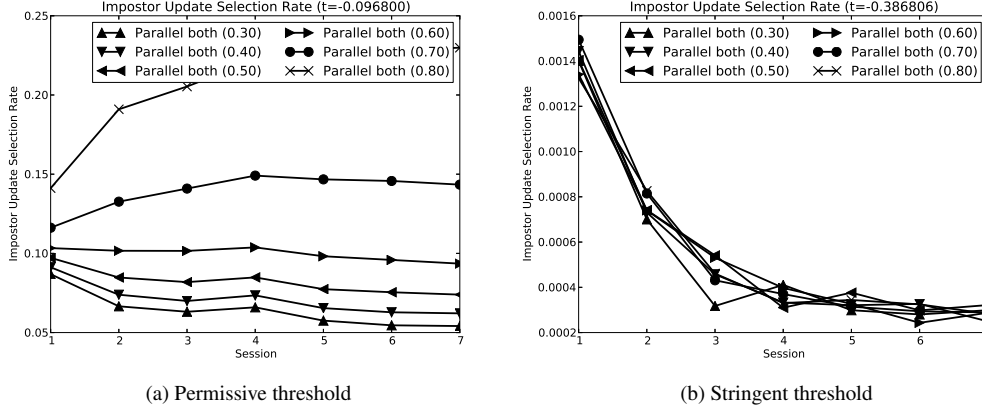 Impostor Update Selection Rate (t=-0.096800)
0.25
0.20
0.15
0.10
0.05
Impostor Update Selection Rate
Parallel both (0.30)
Parallel both (0.40)
Parallel both (0.50)
Parallel both (0.60)
Parallel both (0.70)
Parallel both (0.80)
1 2 3 4 5 6 7
Session
(a) Permissive threshold
Impostor Update Selection Rate (t=-0.386806)
0.0016
0.0014
0.0012
0.0010
0.0008
0.0006
0.0004
0.0002
Impostor Update Selection Rate
Parallel both (0.30)
Parallel both (0.40)
Parallel both (0.50)
Parallel both (0.60)
Parallel both (0.70)
Parallel both (0.80)
1 2 3 4 5 6
Session
(b) Stringent threshold